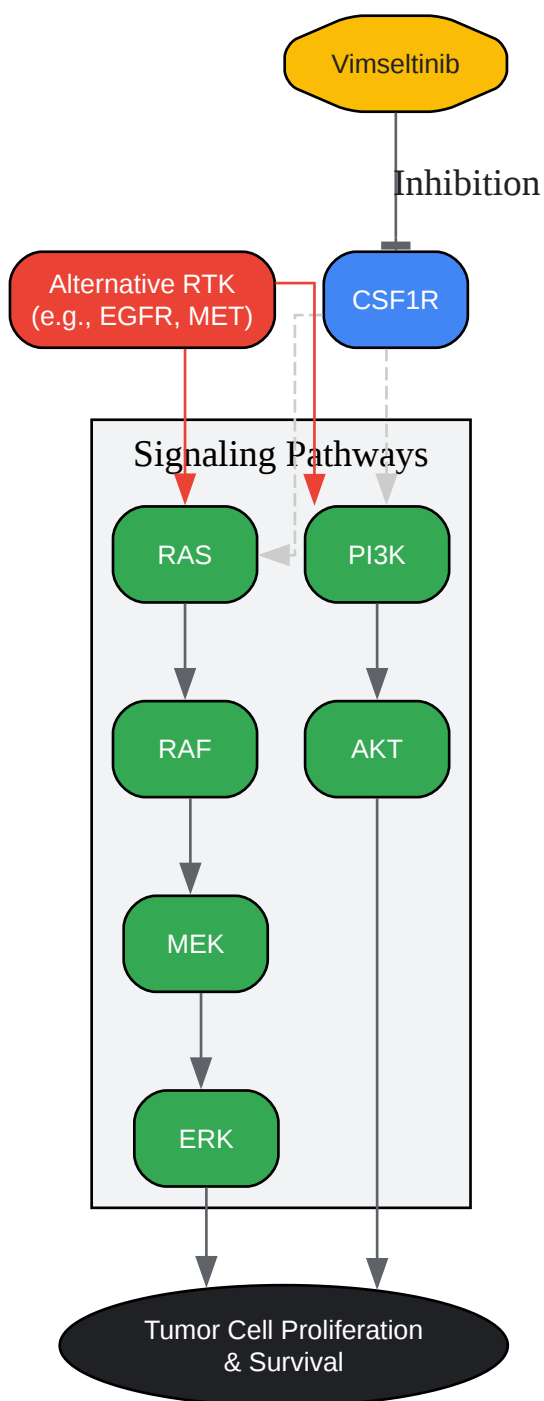 Vimseltinib
Inhibition
Alternative RTK
(e.g., EGFR, MET)
CSF1R
Signaling Pathways
RAS
PI3K
RAF
AKT
MEK
ERK
Tumor Cell Proliferation
& Survival